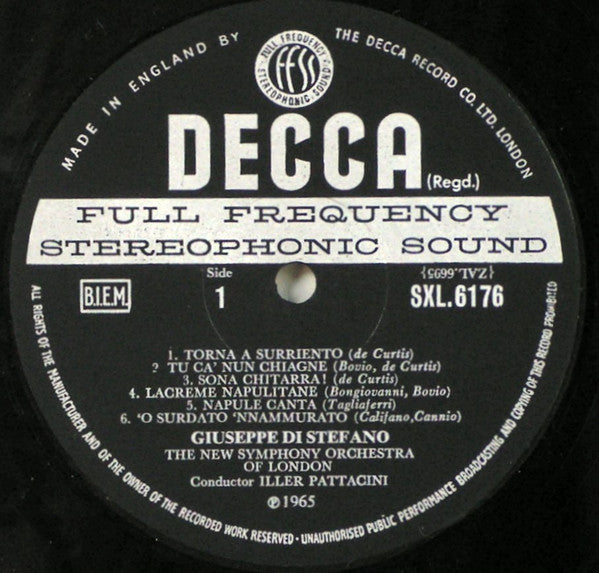 MADE IN ENGLAND BY THE DECCA RECORD CO. LTD. LONDON
· FULL FREQUENCY · STEREOPHONIC SOUND
FFSS
DECCA (Regd.)
FULL FREQUENCY
STEREOPHONIC SOUND
Side
1
B.I.E.M.
{ZAL.6695}
SXL.6176
1. TORNA A SURRIENTO (de Curtis)
2 TU CA' NUN CHIAGNE (Bovio, de Curtis)
3. SONA CHITARRA! (de Curtis)
4. LACREME NAPULITANE (Bongiovanni, Bovio)
5. NAPULE CANTA (Tagliaferri)
6. 'O SURDATO 'NNAMMURATO (Califano,Cannio)
GIUSEPPE DI STEFANO
THE NEW SYMPHONY ORCHESTRA
OF LONDON
Conductor ILLER PATTACINI
℗1965
ALL RIGHTS OF THE MANUFACTURER AND OF THE OWNER OF THE RECORDED WORK RESERVED · UNAUTHORISED PUBLIC PERFORMANCE BROADCASTING AND COPYING OF THIS RECORD PROHIBITED